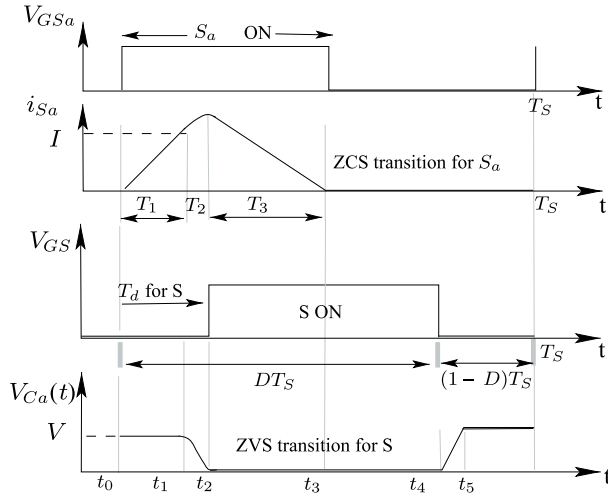 V_GSa
S_a ON
T_S t
i_Sa
I
ZCS transition for S_a
T_1 T_2 T_3
T_S t
V_GS
T_d for S
S ON
T_S t
DT_S (1 − D)T_S
V_Ca(t)
V
ZVS transition for S
t_0 t_1 t_2 t_3 t_4 t_5 t